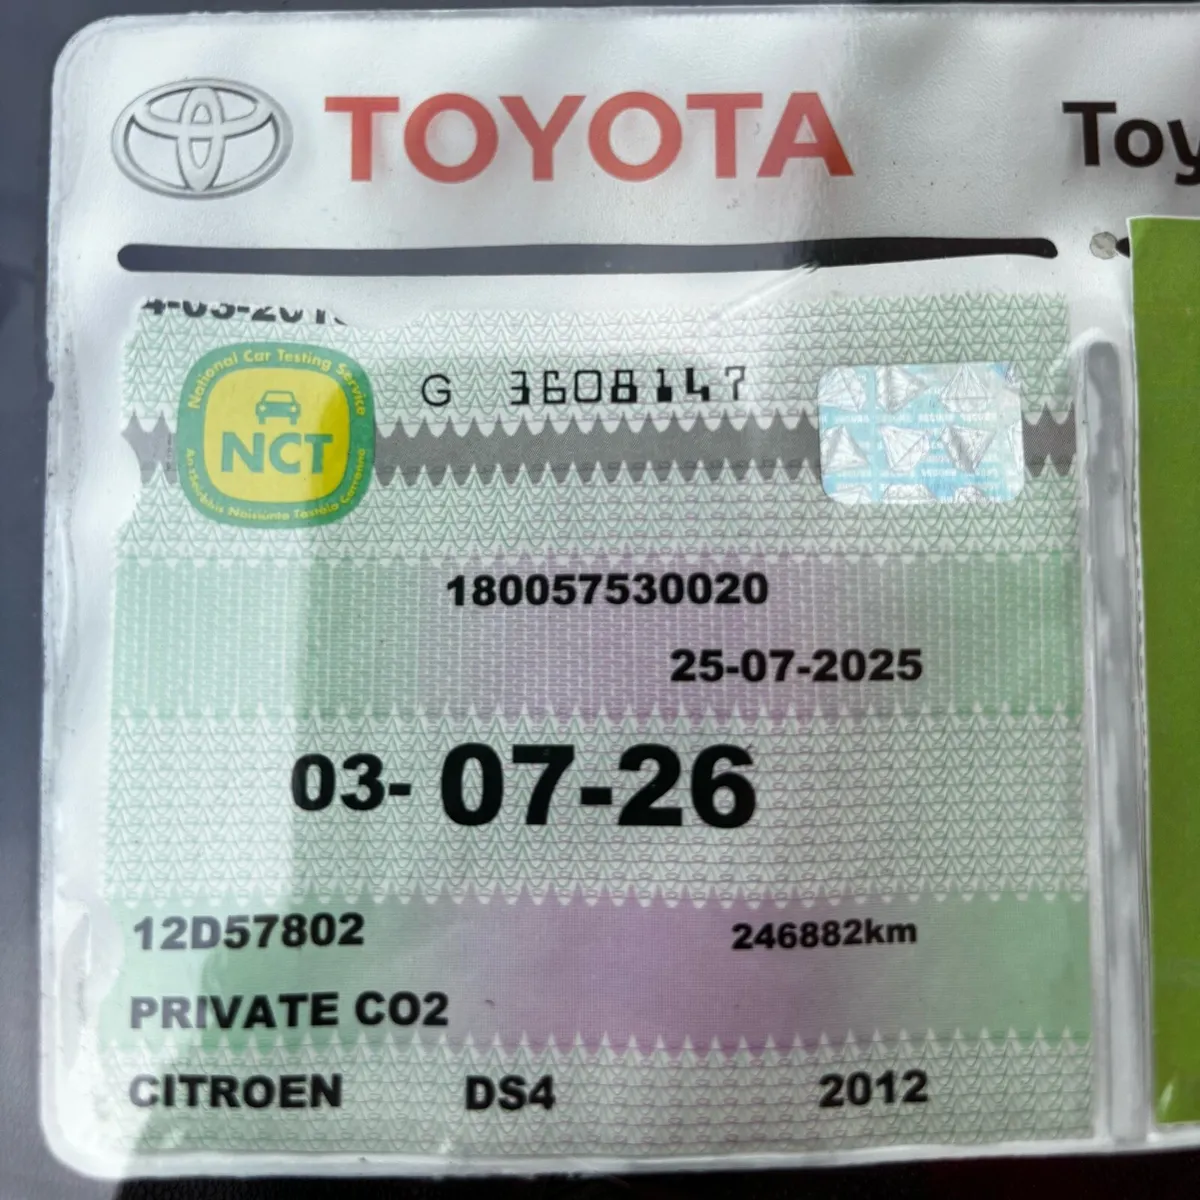 TOYOTA Toy
National Car Testing Service
NCT
G 3608147
180057530020
25-07-2025
03-07-26
12D57802 246882km
PRIVATE CO2
CITROEN DS4 2012